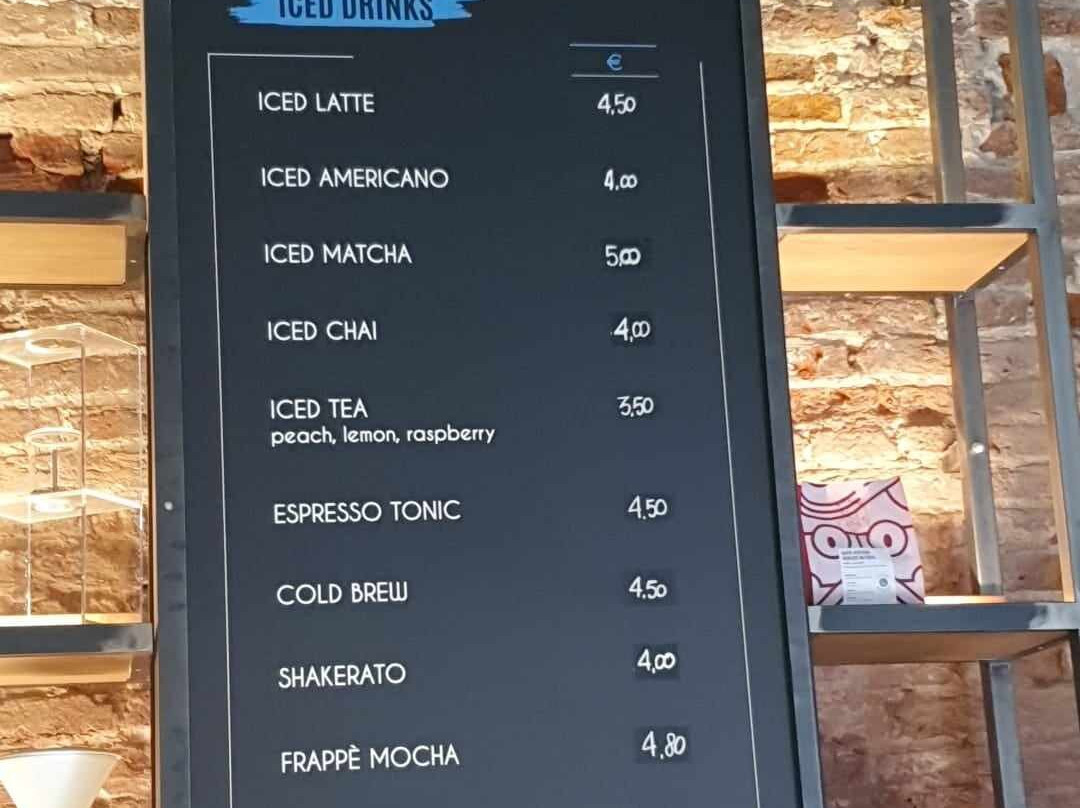 ICED DRINKS
€
ICED LATTE 4,50
ICED AMERICANO 4,00
ICED MATCHA 5,00
ICED CHAI 4,00
ICED TEA 3,50
peach, lemon, raspberry
ESPRESSO TONIC 4.50
COLD BREW 4.50
SHAKERATO 4,00
FRAPPÈ MOCHA 4,80